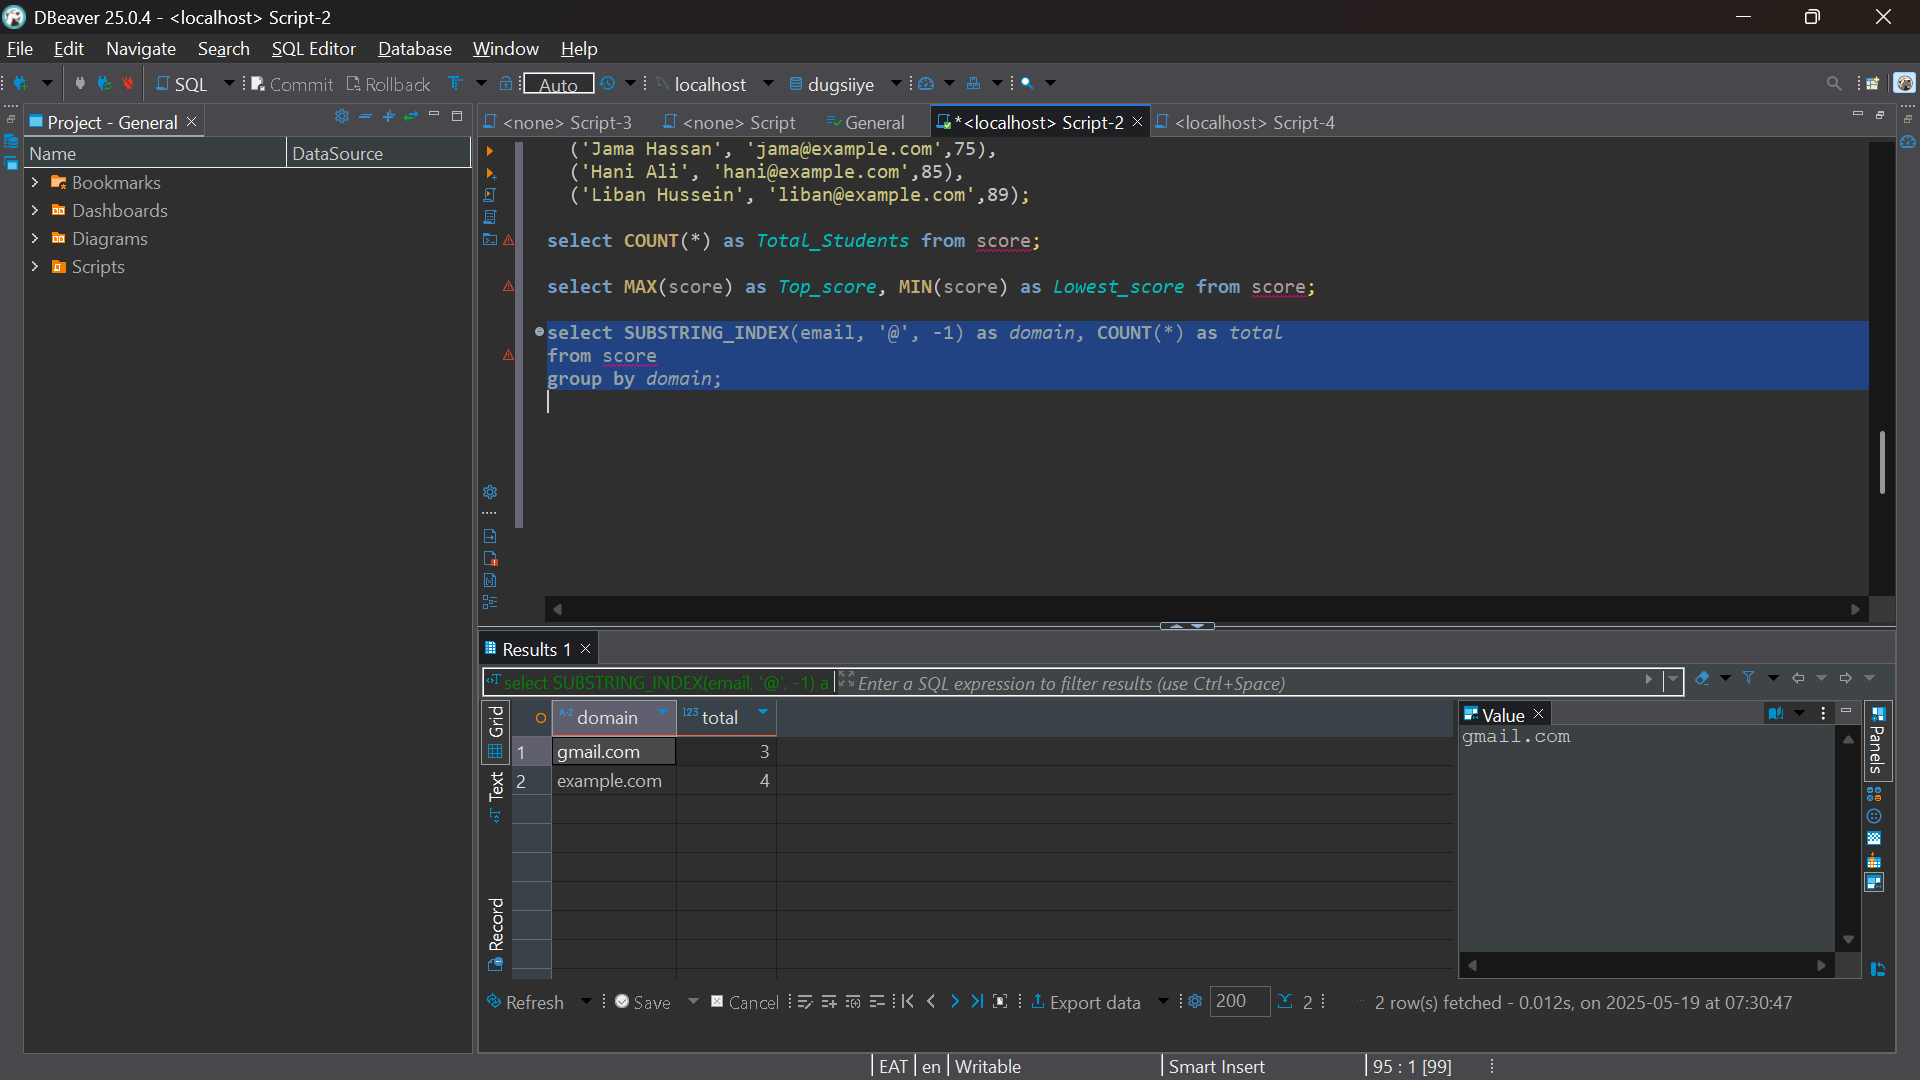 DBeaver 25.0.4 - <localhost> Script-2
File Edit Navigate Search SQL Editor Database Window Help
SQL Commit Rollback Auto localhost dugsiiye
Project - General
Name DataSource
Bookmarks
Dashboards
Diagrams
Scripts
<none> Script-3 <none> Script General *<localhost> Script-2 <localhost> Script-4
('Jama Hassan', 'jama@example.com',75),
('Hani Ali', 'hani@example.com',85),
('Liban Hussein', 'liban@example.com',89);
select COUNT(*) as Total_Students from score;
select MAX(score) as Top_score, MIN(score) as Lowest_score from score;
select SUBSTRING_INDEX(email, '@', -1) as domain, COUNT(*) as total
from score
group by domain;
Results 1
select SUBSTRING_INDEX(email, '@', -1) a Enter a SQL expression to filter results (use Ctrl+Space)
Grid
Text
Record
A-Z domain 123 total
1 gmail.com 3
2 example.com 4
Value
gmail.com
Panels
Refresh Save Cancel Export data 200 2 2 row(s) fetched - 0.012s, on 2025-05-19 at 07:30:47
EAT en Writable Smart Insert 95 : 1 [99]